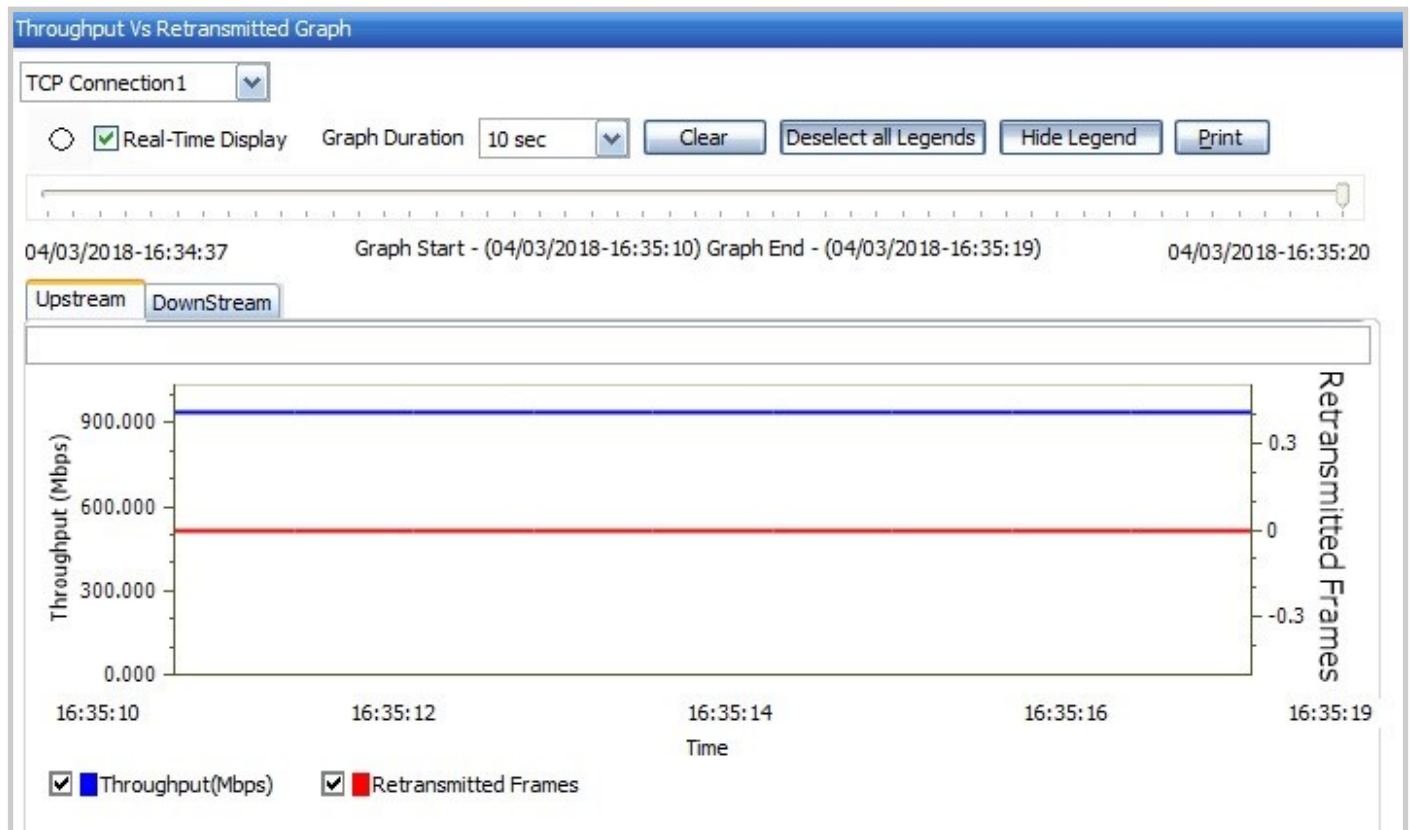 Throughput Vs Retransmitted Graph
TCP Connection1
Real-Time Display Graph Duration 10 sec Clear Deselect all Legends Hide Legend Print
04/03/2018-16:34:37 Graph Start - (04/03/2018-16:35:10) Graph End - (04/03/2018-16:35:19) 04/03/2018-16:35:20
Upstream DownStream
Throughput (Mbps)
900.000
600.000
300.000
0.000
0.3
0
-0.3
Retransmitted Frames
16:35:10 16:35:12 16:35:14 16:35:16 16:35:19
Time
Throughput(Mbps) Retransmitted Frames